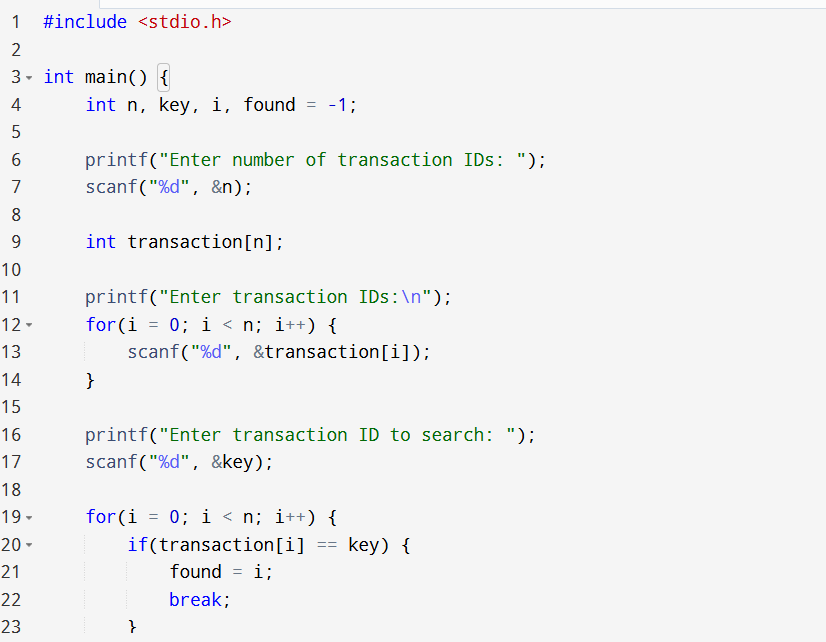 1 #include <stdio.h>
2
3 int main() {
4     int n, key, i, found = -1;
5
6     printf("Enter number of transaction IDs: ");
7     scanf("%d", &n);
8
9     int transaction[n];
10
11     printf("Enter transaction IDs:\n");
12     for(i = 0; i < n; i++) {
13         scanf("%d", &transaction[i]);
14     }
15
16     printf("Enter transaction ID to search: ");
17     scanf("%d", &key);
18
19     for(i = 0; i < n; i++) {
20         if(transaction[i] == key) {
21             found = i;
22             break;
23         }